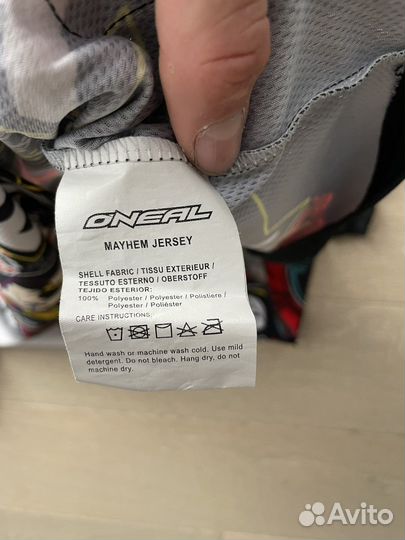 ONEAL
MAYHEM JERSEY
SHELL FABRIC / TISSU EXTERIEUR /
TESSUTO ESTERNO / OBERSTOFF
TEJIDO ESTERIOR:
100% Polyester / Polyester / Polistiere /
Polyester / Poliéster
CARE INSTRUCTIONS:
Hand wash or machine wash cold. Use mild
detergent. Do not bleach. Hang dry, do not
machine dry.
Avito